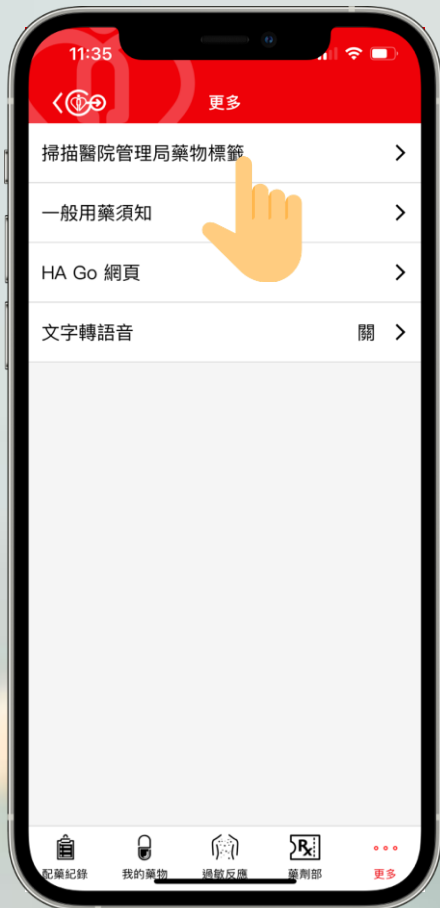 11:35
更多
掃描醫院管理局藥物標籤
一般用藥須知
HA Go 網頁
文字轉語音 關
配藥紀錄 我的藥物 過敏反應 藥劑部 更多